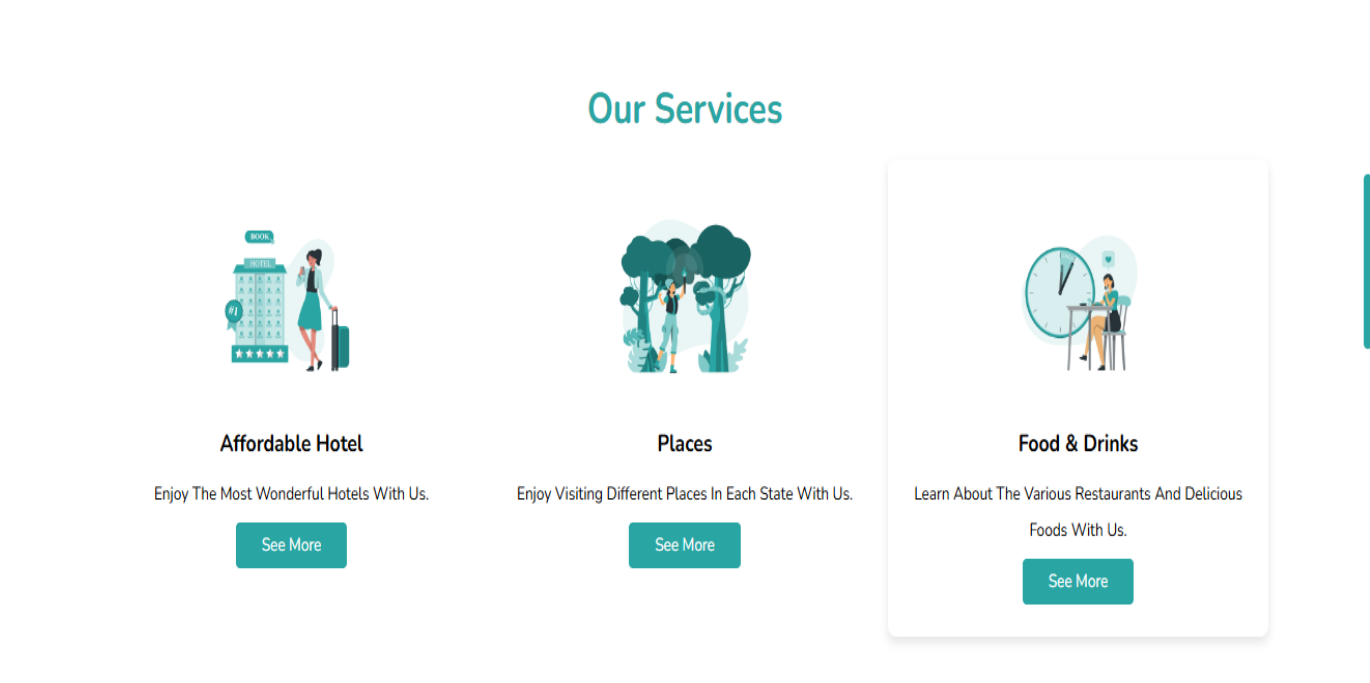 Our Services
BOOK
HOTEL
#1
Affordable Hotel
Enjoy The Most Wonderful Hotels With Us.
See More
Places
Enjoy Visiting Different Places In Each State With Us.
See More
Food & Drinks
Learn About The Various Restaurants And Delicious
Foods With Us.
See More